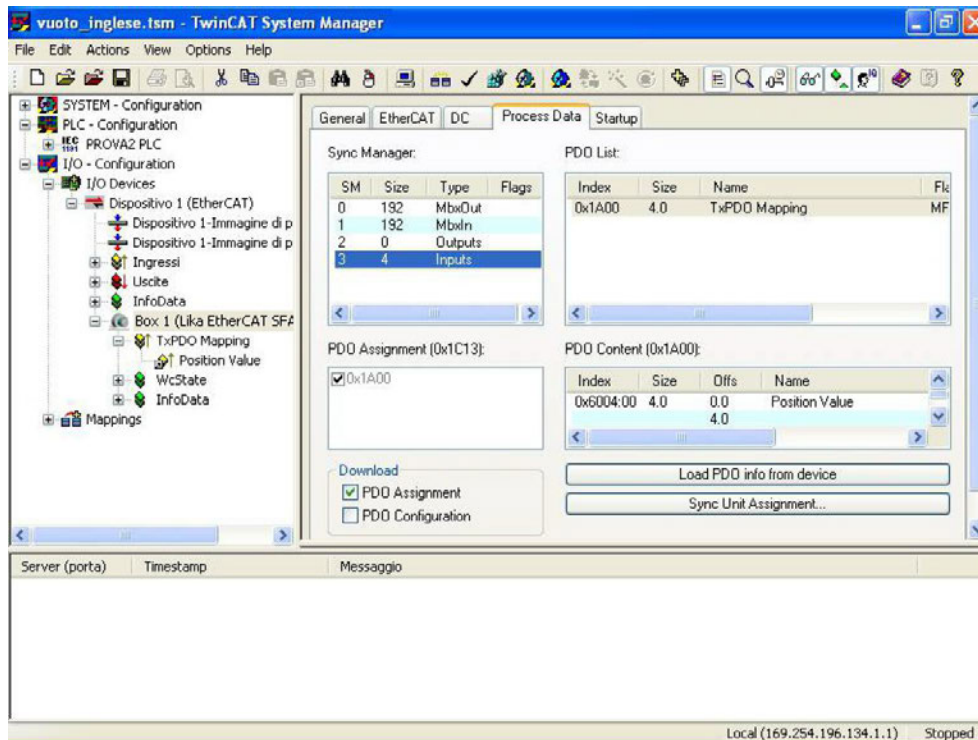 vuoto_inglese.tsm - TwinCAT System Manager
File Edit Actions View Options Help
SYSTEM - Configuration
PLC - Configuration
IEC 1131 PROVA2 PLC
I/O - Configuration
I/O Devices
Dispositivo 1 (EtherCAT)
Dispositivo 1-Immagine di p
Dispositivo 1-Immagine di p
Ingressi
Uscite
InfoData
Box 1 (Lika EtherCAT SFA
TxPDO Mapping
Position Value
WcState
InfoData
Mappings
General EtherCAT DC Process Data Startup
Sync Manager:
SM Size Type Flags
0 192 MbxOut
1 192 MbxIn
2 0 Outputs
3 4 Inputs
PDO List:
Index Size Name Fla
0x1A00 4.0 TxPDO Mapping MF
PDO Assignment (0x1C13):
0x1A00
PDO Content (0x1A00):
Index Size Offs Name
0x6004:00 4.0 0.0 Position Value
4.0
Download
PDO Assignment
PDO Configuration
Load PDO info from device
Sync Unit Assignment...
Server (porta) Timestamp Messaggio
Local (169.254.196.134.1.1) Stopped